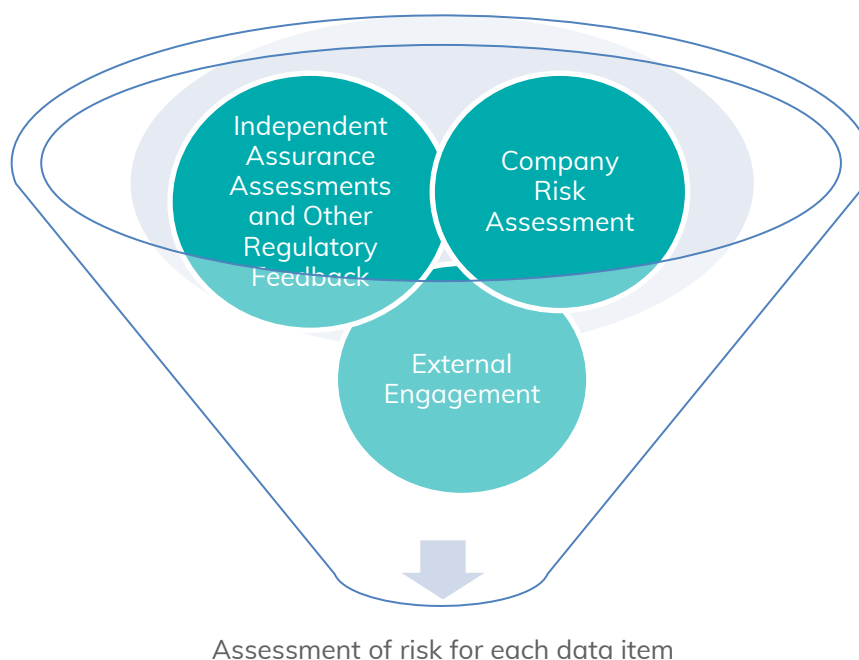 Independent
Assurance
Assessments
and Other
Regulatory
Feedback
Company
Risk
Assessment
External
Engagement
Assessment of risk for each data item